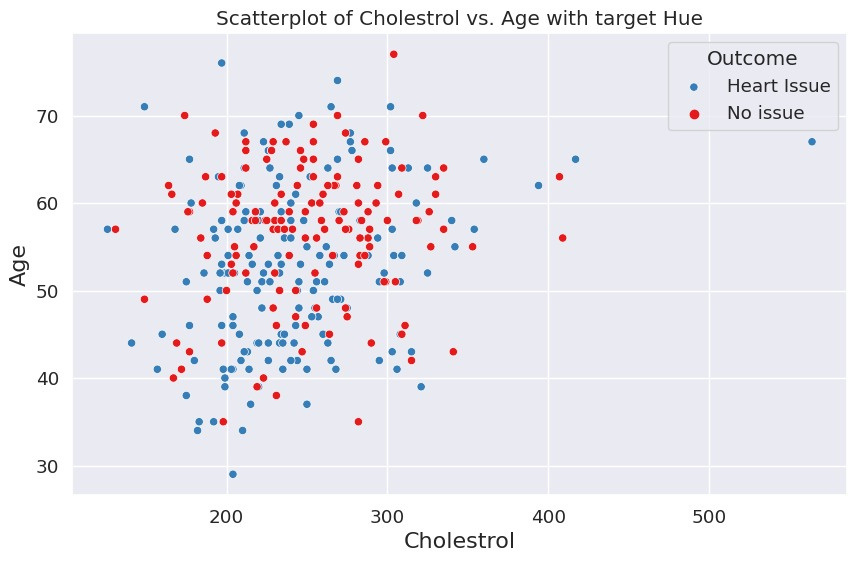 Scatterplot of Cholestrol vs. Age with target Hue
Outcome
Heart Issue
No issue
Age
70
60
50
40
30
200 300 400 500
Cholestrol